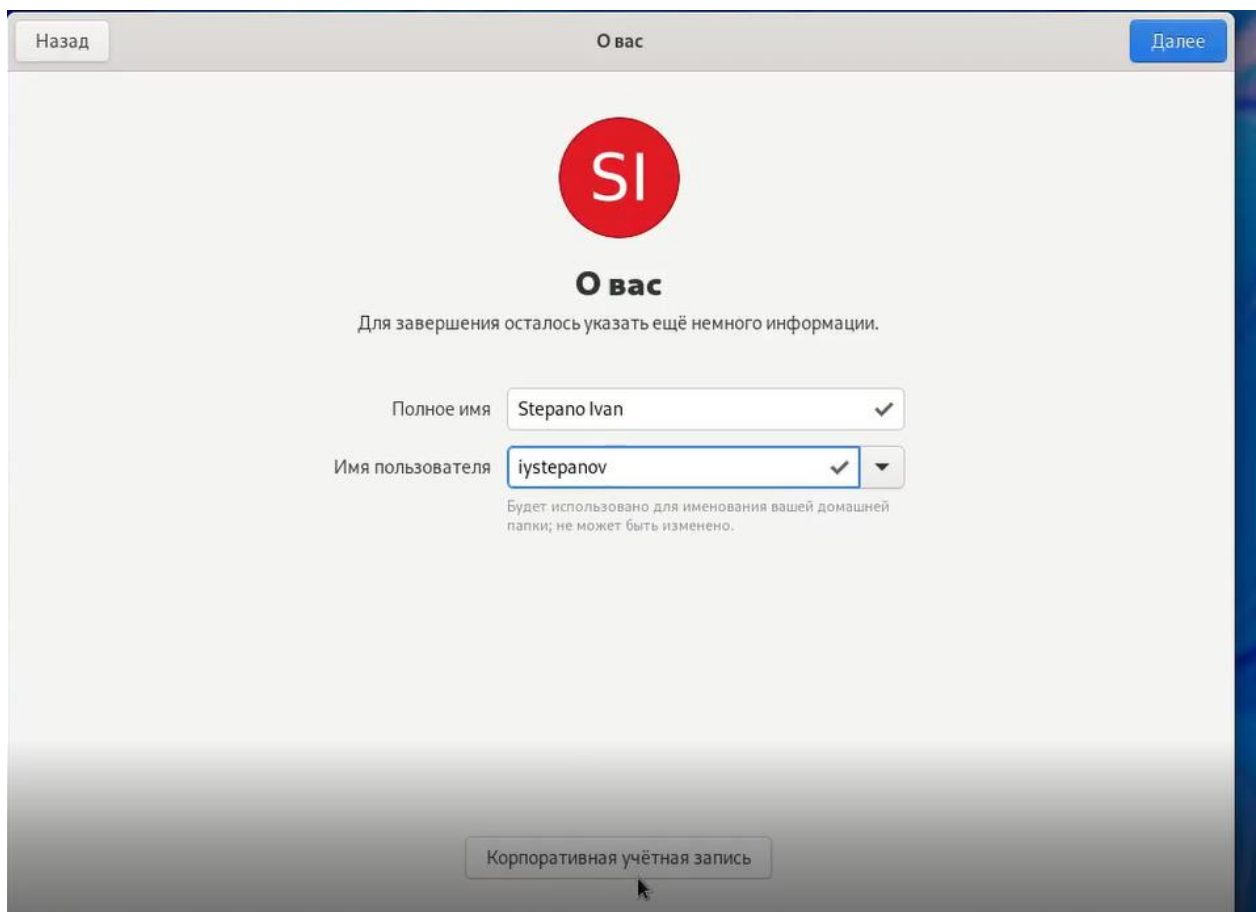 Назад
О вас
Далее
SI
О вас
Для завершения осталось указать ещё немного информации.
Полное имя
Stepano Ivan
Имя пользователя
iystepanov
Будет использовано для именования вашей домашней
папки; не может быть изменено.
Корпоративная учётная запись